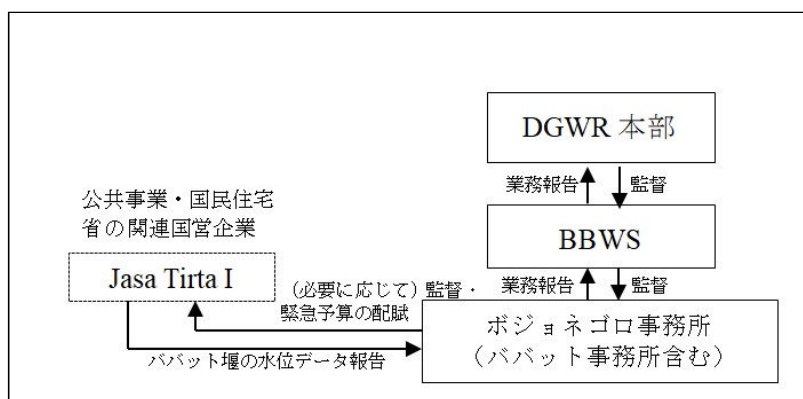 DGWR 本部
業務報告
監督
公共事業・国民住宅
省の関連国営企業
BBWS
Jasa Tirta I
（必要に応じて）監督・
緊急予算の配賦
業務報告
監督
ボジョネゴロ事務所
（ババット事務所含む）
ババット堰の水位データ報告